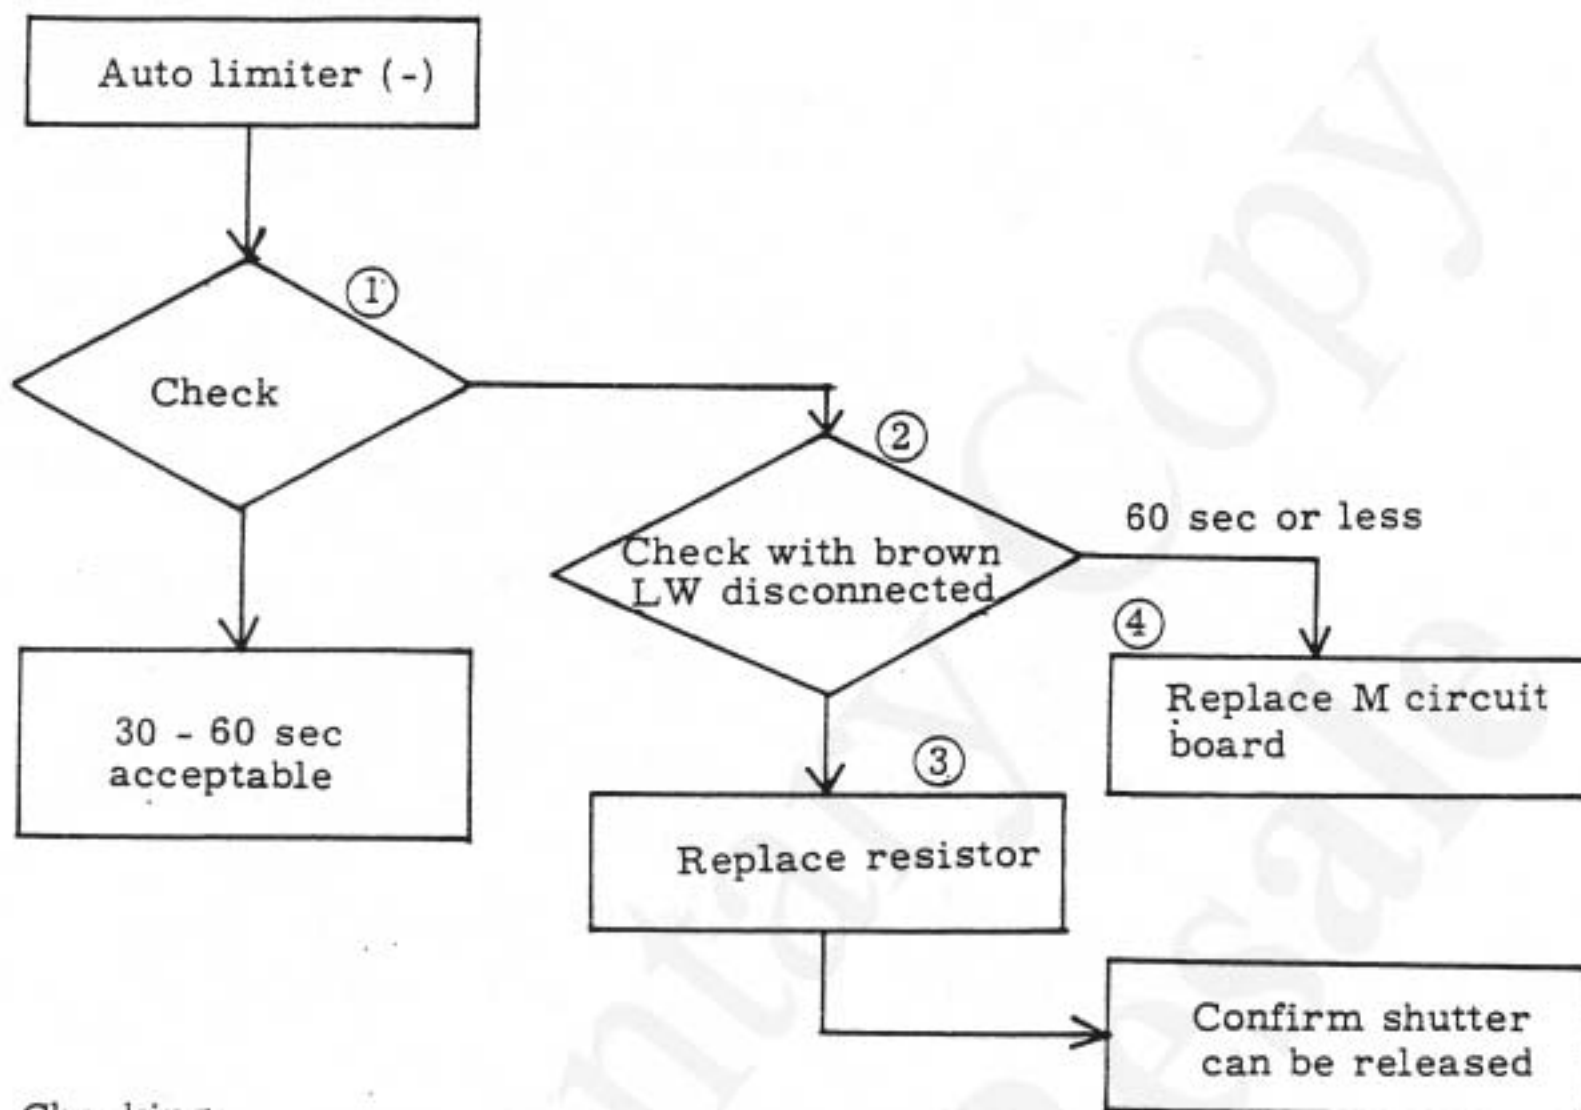 Auto limiter (-)
①
Check
②
60 sec or less
Check with brown
LW disconnected
④
Replace M circuit
board
30 - 60 sec
acceptable
③
Replace resistor
Confirm shutter
can be released
Copy